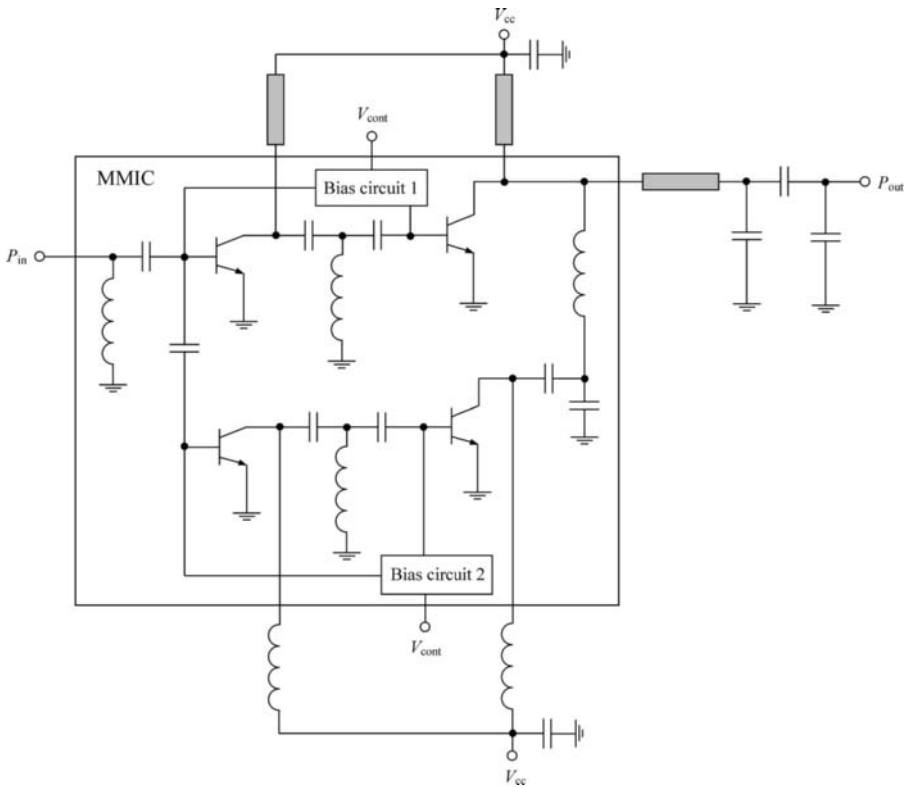 Vcc
Vcont
MMIC
Bias circuit 1
Pout
Pin
Bias circuit 2
Vcont
Vcc